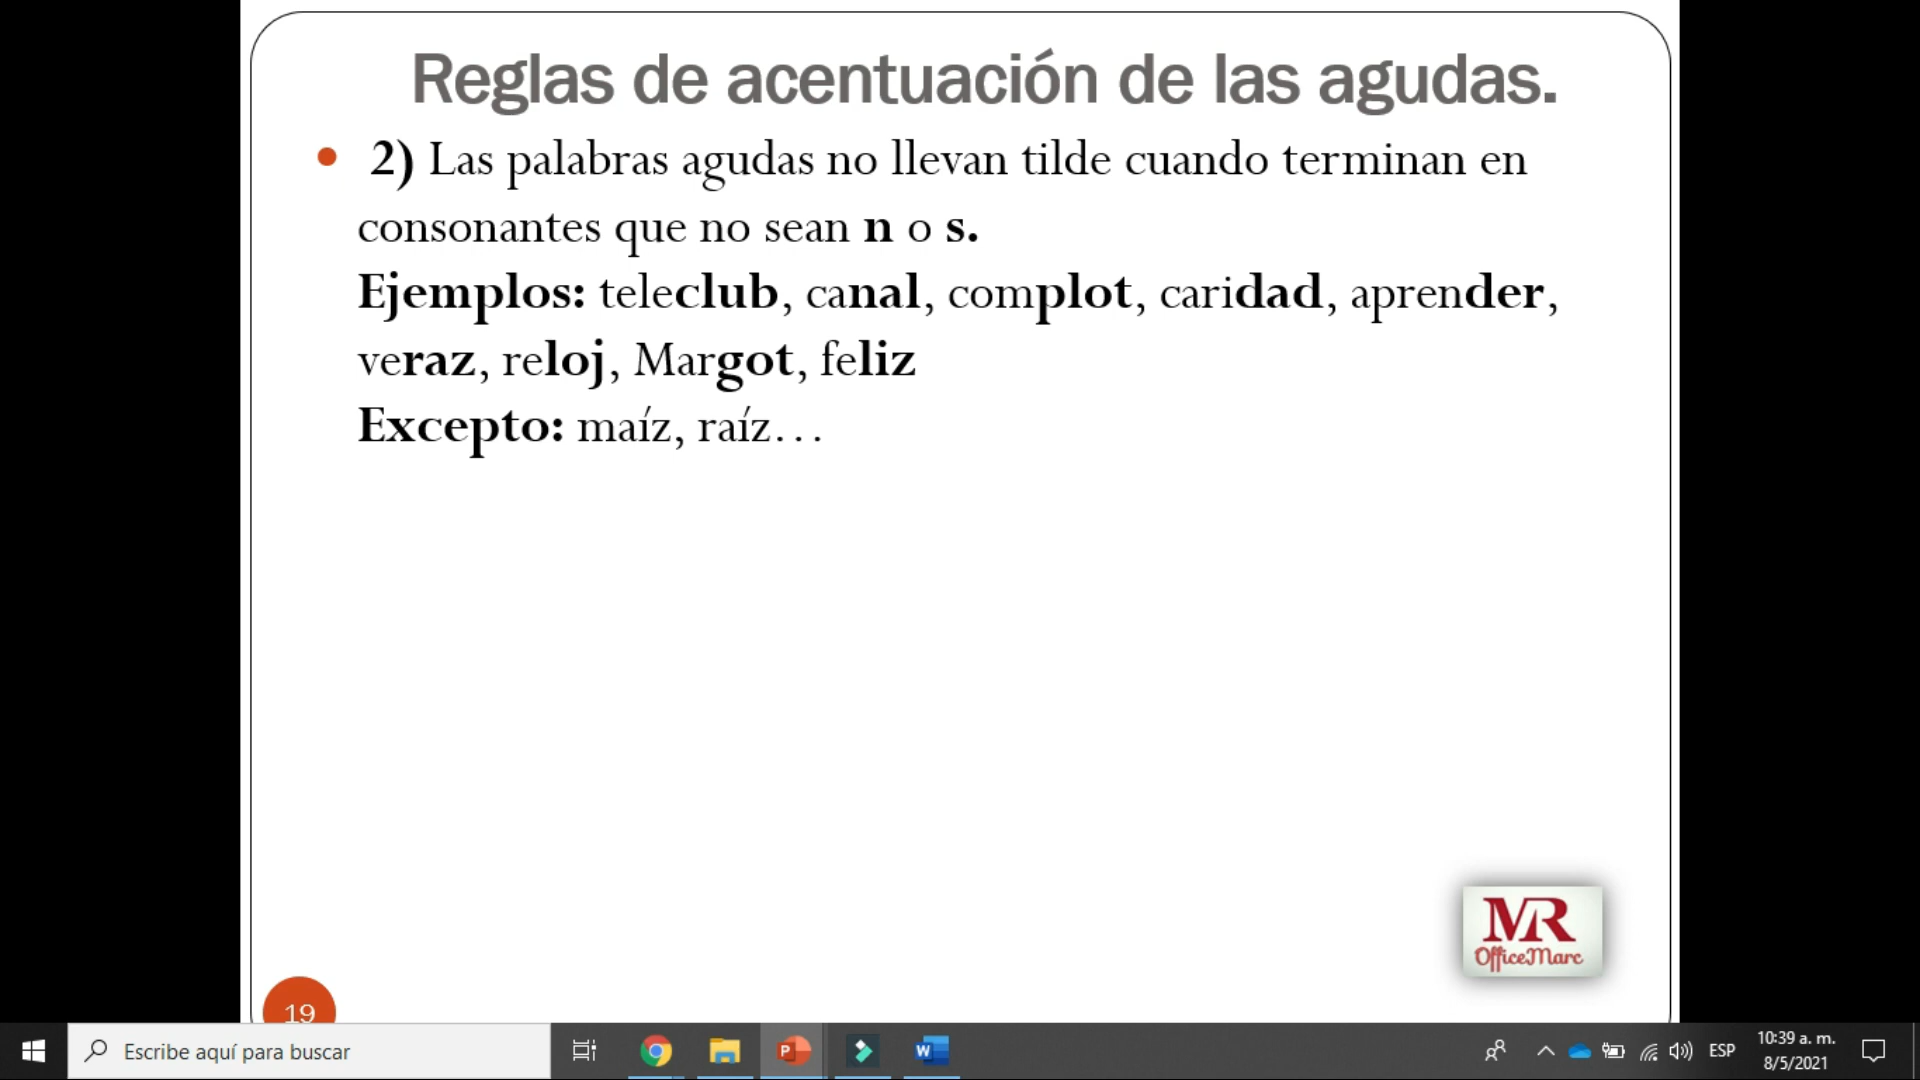 Reglas de acentuación de las agudas.
• 2) Las palabras agudas no llevan tilde cuando terminan en
consonantes que no sean n o s.
Ejemplos: teleclub, canal, complot, caridad, aprender,
veraz, reloj, Margot, feliz
Excepto: maíz, raíz…
MR
OfficeMarc
19
Escribe aquí para buscar
ESP
10:39 a. m.
8/5/2021